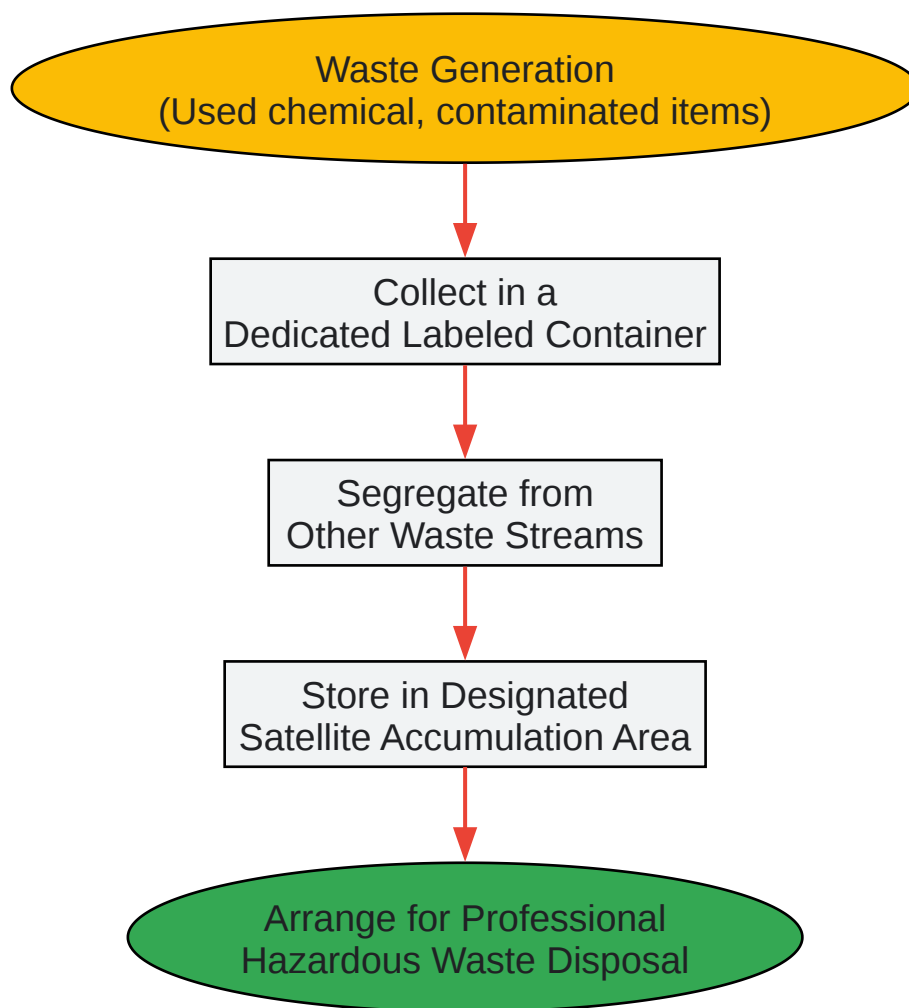 Waste Generation
(Used chemical, contaminated items)
Collect in a
Dedicated Labeled Container
Segregate from
Other Waste Streams
Store in Designated
Satellite Accumulation Area
Arrange for Professional
Hazardous Waste Disposal